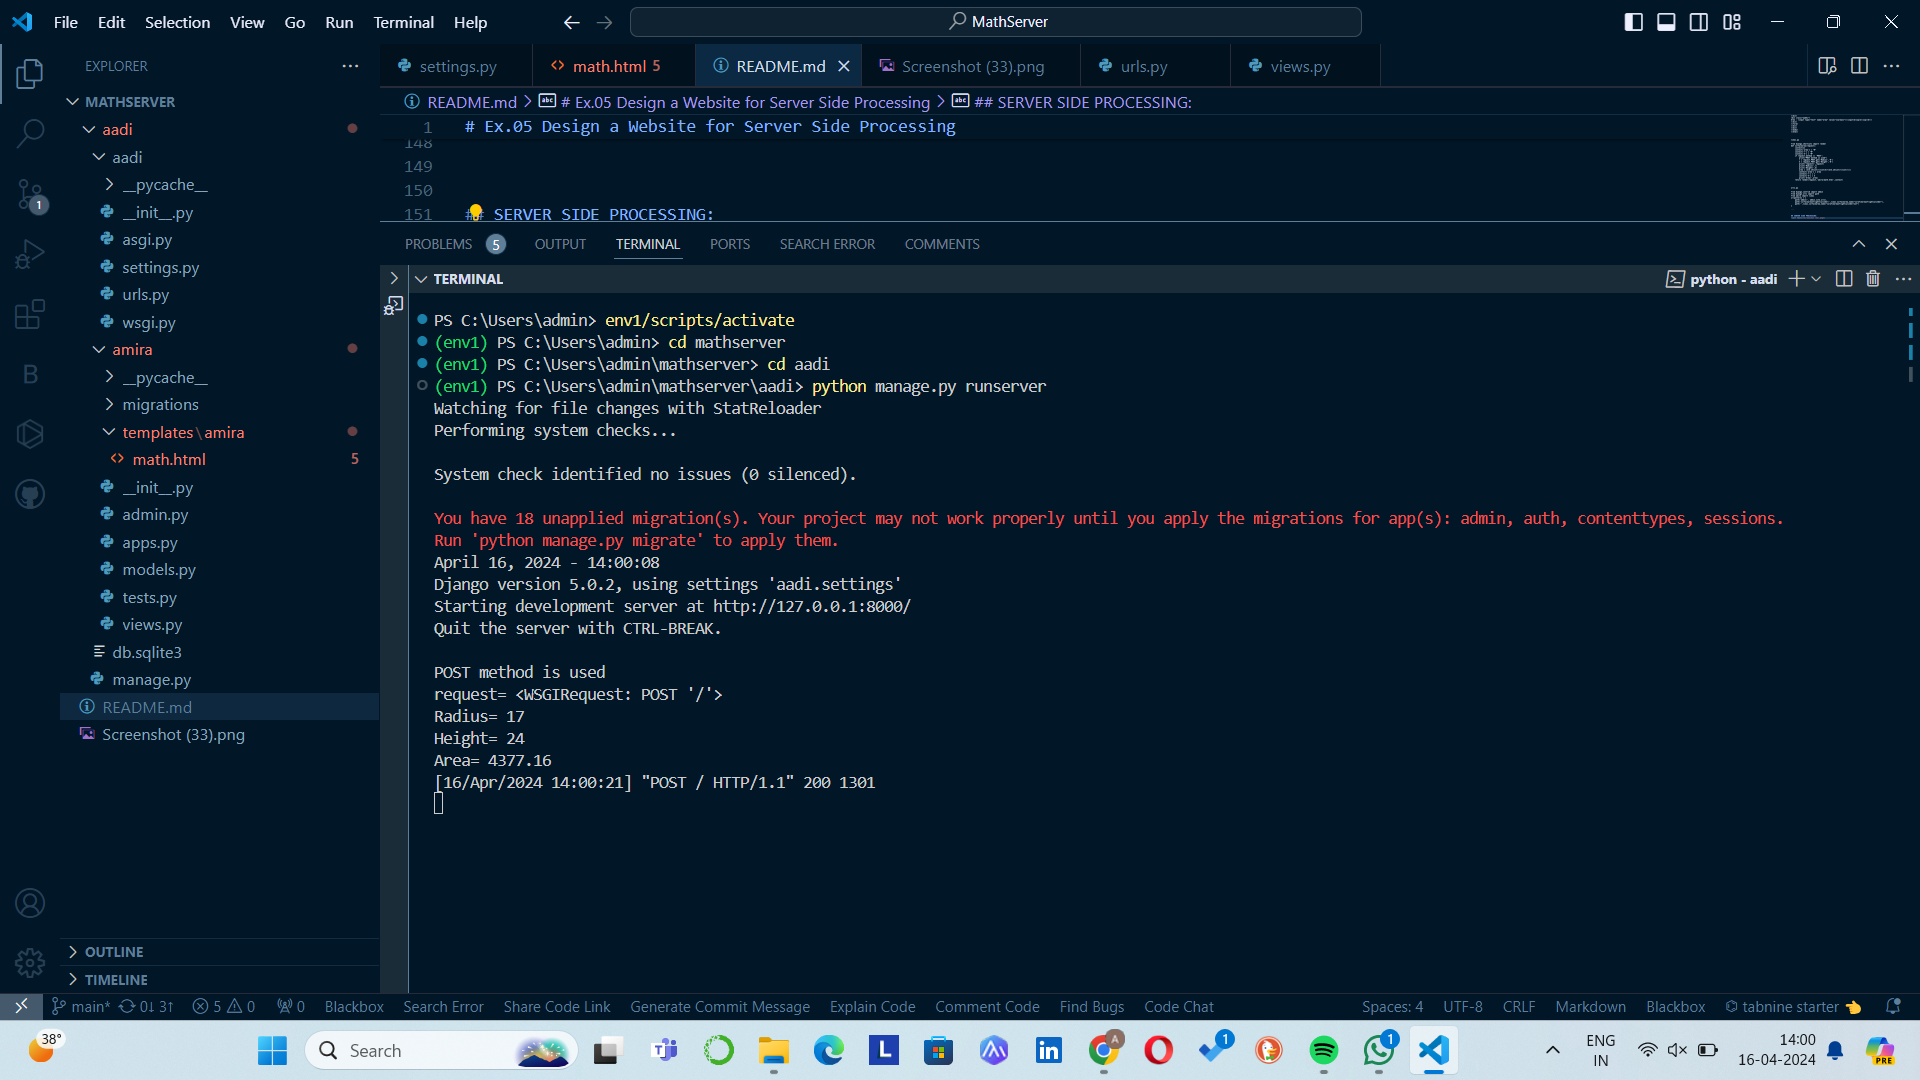 File Edit Selection View Go Run Terminal Help
MathServer
EXPLORER
MATHSERVER
aadi
aadi
__pycache__
__init__.py
asgi.py
settings.py
urls.py
wsgi.py
amira
__pycache__
migrations
templates\amira
math.html 5
__init__.py
admin.py
apps.py
models.py
tests.py
views.py
db.sqlite3
manage.py
README.md
Screenshot (33).png
OUTLINE
TIMELINE
1
B
settings.py
math.html 5
README.md
Screenshot (33).png
urls.py
views.py
README.md > # Ex.05 Design a Website for Server Side Processing > ## SERVER SIDE PROCESSING:
1 # Ex.05 Design a Website for Server Side Processing
148
149
150
151 ## SERVER SIDE PROCESSING:
PROBLEMS 5 OUTPUT TERMINAL PORTS SEARCH ERROR COMMENTS
TERMINAL
python - aadi
PS C:\Users\admin> env1/scripts/activate
(env1) PS C:\Users\admin> cd mathserver
(env1) PS C:\Users\admin\mathserver> cd aadi
(env1) PS C:\Users\admin\mathserver\aadi> python manage.py runserver
Watching for file changes with StatReloader
Performing system checks...
System check identified no issues (0 silenced).
You have 18 unapplied migration(s). Your project may not work properly until you apply the migrations for app(s): admin, auth, contenttypes, sessions.
Run 'python manage.py migrate' to apply them.
April 16, 2024 - 14:00:08
Django version 5.0.2, using settings 'aadi.settings'
Starting development server at http://127.0.0.1:8000/
Quit the server with CTRL-BREAK.
POST method is used
request= <WSGIRequest: POST '/'>
Radius= 17
Height= 24
Area= 4377.16
[16/Apr/2024 14:00:21] "POST / HTTP/1.1" 200 1301
main* 0↓ 3↑ 5 0 0 Blackbox Search Error Share Code Link Generate Commit Message Explain Code Comment Code Find Bugs Code Chat
Spaces: 4 UTF-8 CRLF Markdown Blackbox tabnine starter
38°
Search
L
A
1
1
ENG
IN
14:00
16-04-2024
PRE